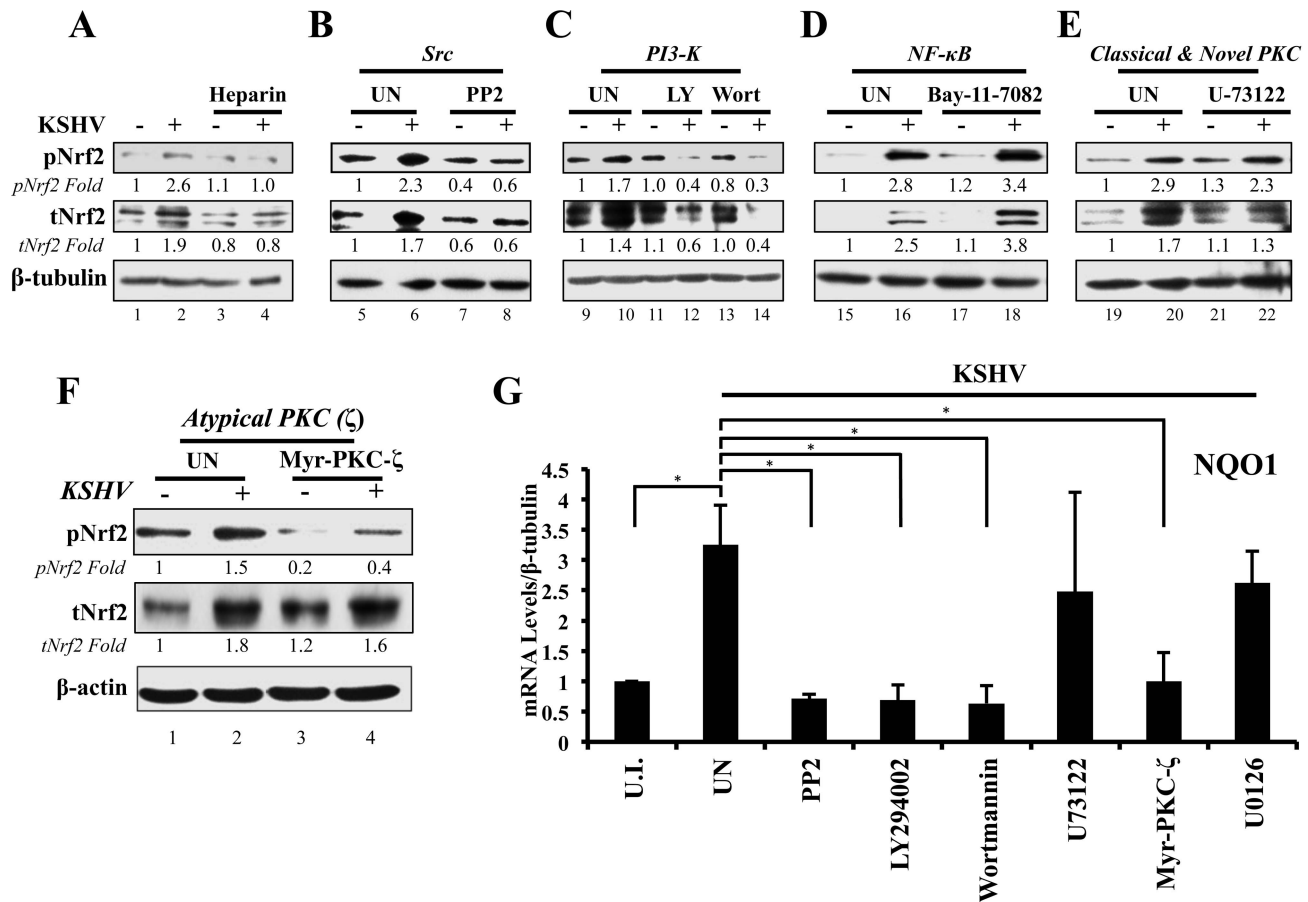 A B C D E
Src PI3-K NF-κB Classical & Novel PKC
Heparin UN PP2 UN LY Wort UN Bay-11-7082 UN U-73122
KSHV - + - + - + - + - + - + - + - + - + - + - +
pNrf2
pNrf2 Fold 1 2.6 1.1 1.0 1 2.3 0.4 0.6 1 1.7 1.0 0.4 0.8 0.3 1 2.8 1.2 3.4 1 2.9 1.3 2.3
tNrf2
tNrf2 Fold 1 1.9 0.8 0.8 1 1.7 0.6 0.6 1 1.4 1.1 0.6 1.0 0.4 1 2.5 1.1 3.8 1 1.7 1.1 1.3
β-tubulin
1 2 3 4 5 6 7 8 9 10 11 12 13 14 15 16 17 18 19 20 21 22
F
Atypical PKC (ζ)
UN Myr-PKC-ζ
KSHV - + - +
pNrf2
pNrf2 Fold 1 1.5 0.2 0.4
tNrf2
tNrf2 Fold 1 1.8 1.2 1.6
β-actin
1 2 3 4
G
KSHV
NQO1
* * * * *
mRNA Levels/β-tubulin
4.5
4
3.5
3
2.5
2
1
0.5
0
U.I. UN PP2 LY294002 Wortmannin U73122 Myr-PKC-ζ U0126